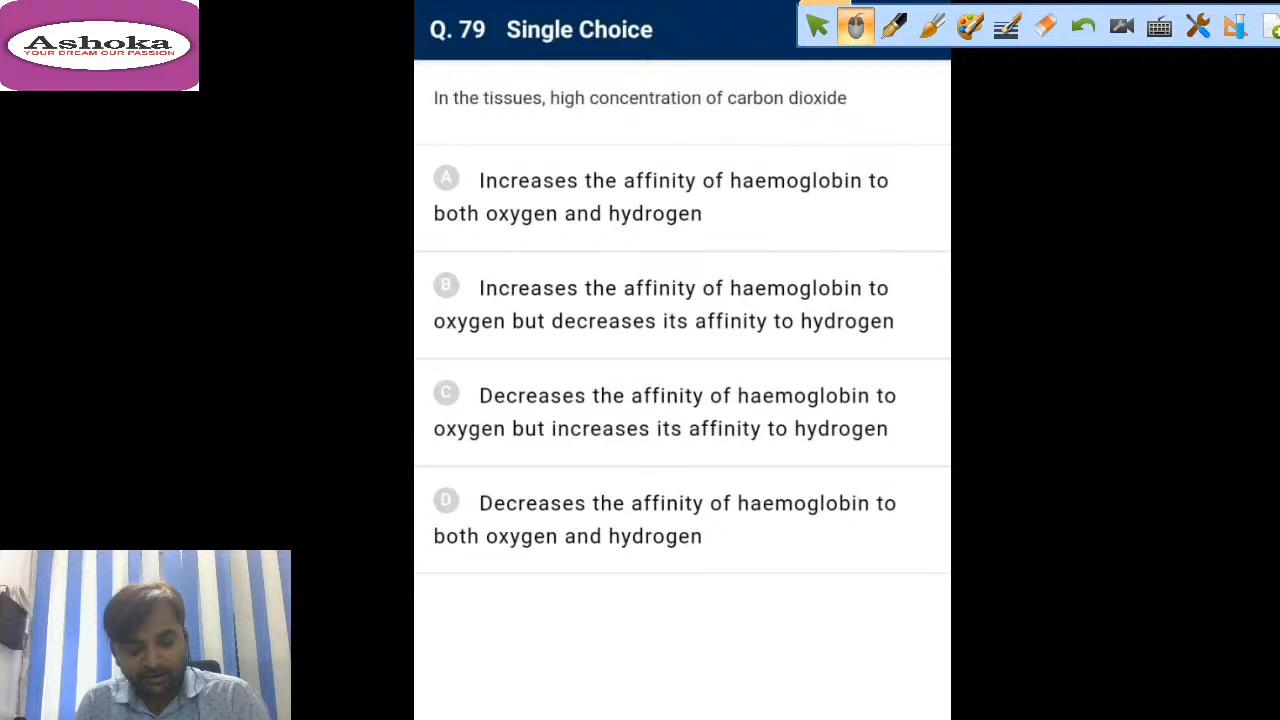 Ashoka
YOUR DREAM OUR PASSION
Q. 79 Single Choice
In the tissues, high concentration of carbon dioxide
A Increases the affinity of haemoglobin to
both oxygen and hydrogen
B Increases the affinity of haemoglobin to
oxygen but decreases its affinity to hydrogen
C Decreases the affinity of haemoglobin to
oxygen but increases its affinity to hydrogen
D Decreases the affinity of haemoglobin to
both oxygen and hydrogen